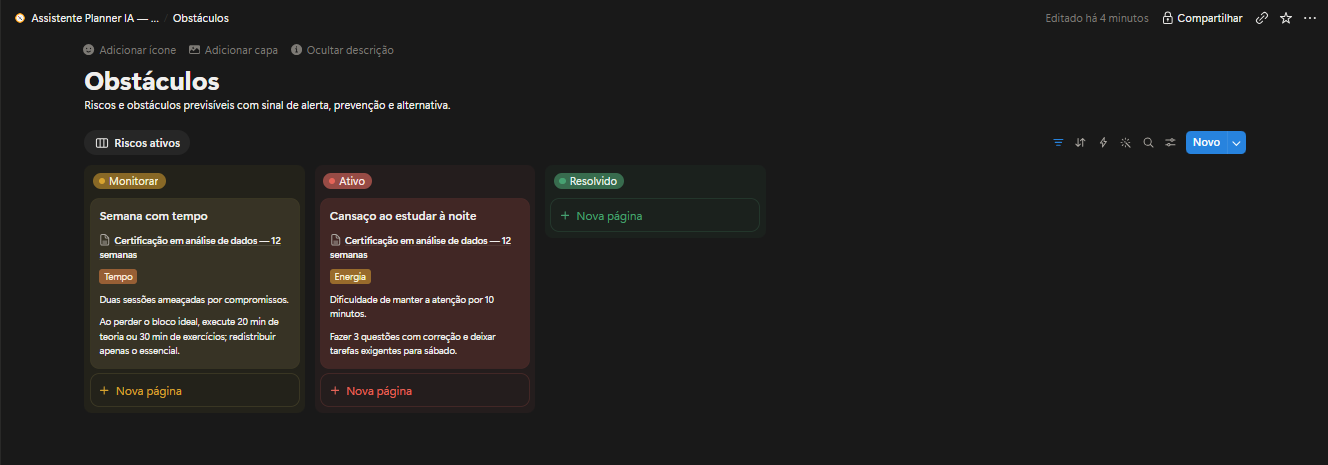 Assistente Planner IA — ... / Obstáculos
Editado há 4 minutos
Compartilhar
Adicionar ícone
Adicionar capa
Ocultar descrição
Obstáculos
Riscos e obstáculos previsíveis com sinal de alerta, prevenção e alternativa.
Riscos ativos
Novo
Monitorar
Semana com tempo
Certificação em análise de dados — 12
semanas
Tempo
Duas sessões ameaçadas por compromissos.
Ao perder o bloco ideal, execute 20 min de
teoria ou 30 min de exercícios; redistribuir
apenas o essencial.
+ Nova página
Ativo
Cansaço ao estudar à noite
Certificação em análise de dados — 12
semanas
Energia
Dificuldade de manter a atenção por 10
minutos.
Fazer 3 questões com correção e deixar
tarefas exigentes para sábado.
+ Nova página
Resolvido
+ Nova página